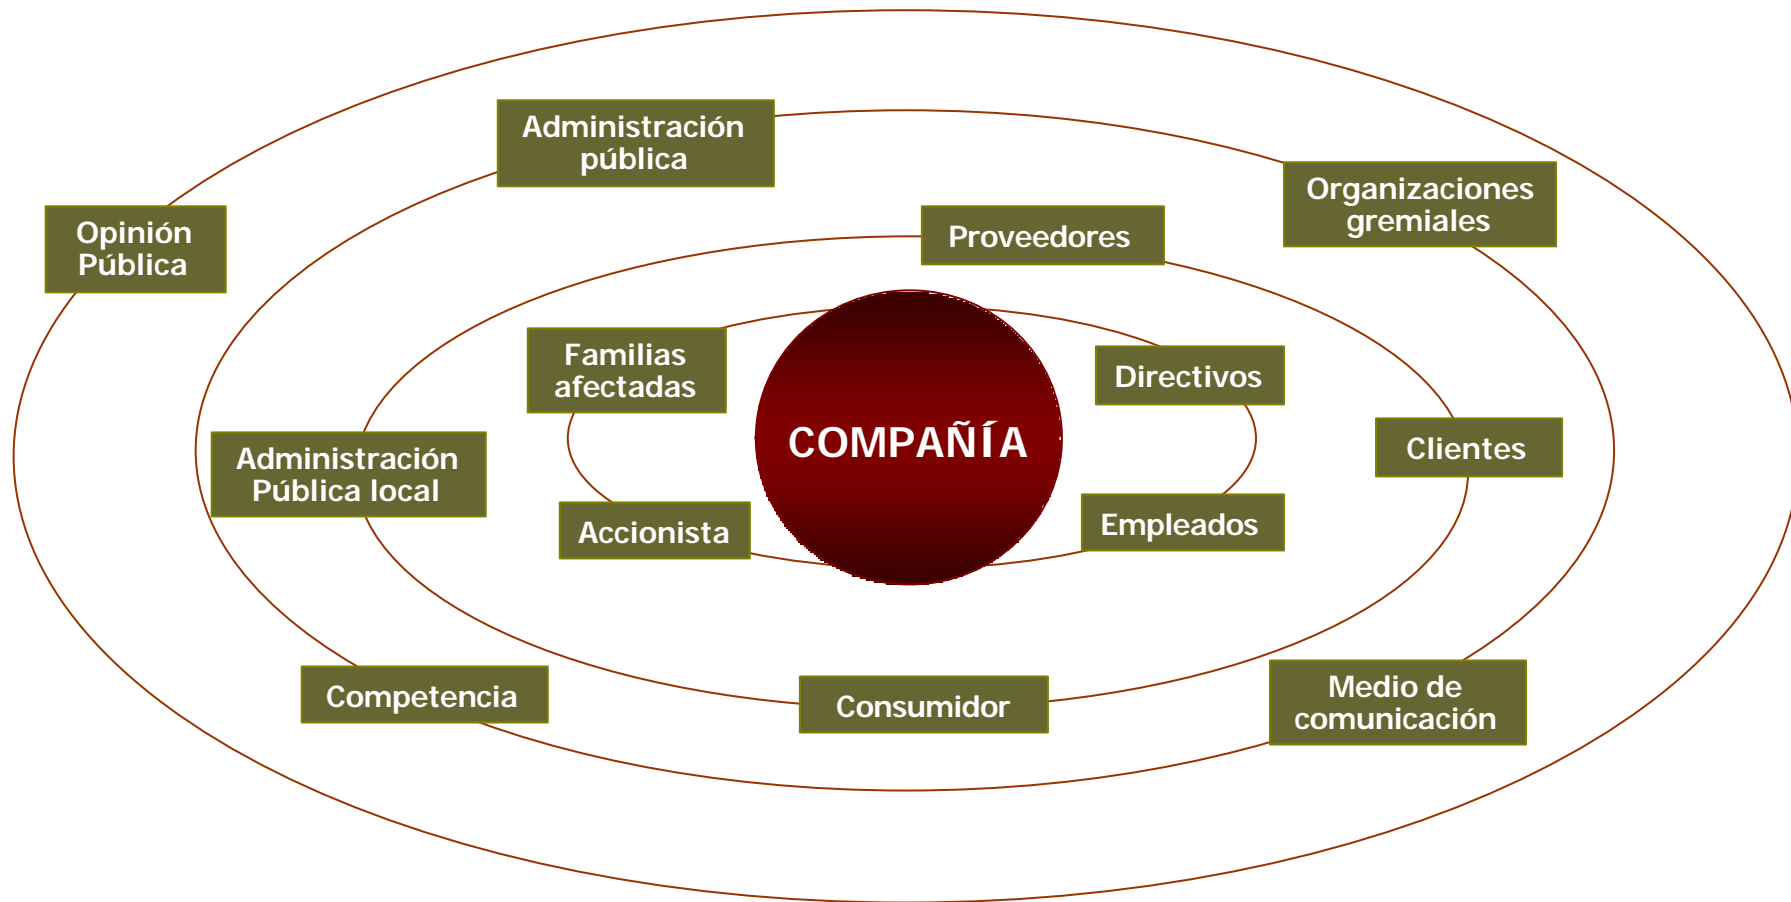 Administración
pública
Organizaciones
gremiales
Opinión
Pública
Proveedores
Familias
afectadas
Directivos
COMPAÑÍA
Clientes
Administración
Pública local
Accionista
Empleados
Competencia
Consumidor
Medio de
comunicación